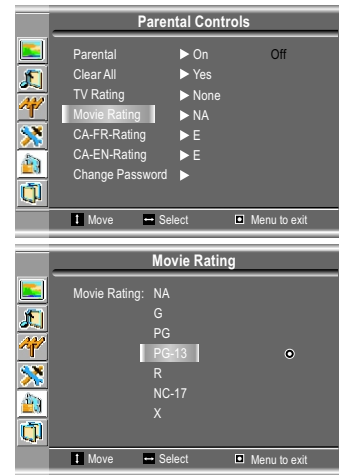 Parental Controls
Parental On Off
Clear All Yes
TV Rating None
Movie Rating NA
CA-FR-Rating E
CA-EN-Rating E
Change Password
Move Select Menu to exit
Movie Rating
Movie Rating: NA
G
PG
PG-13
R
NC-17
X
Move Select Menu to exit